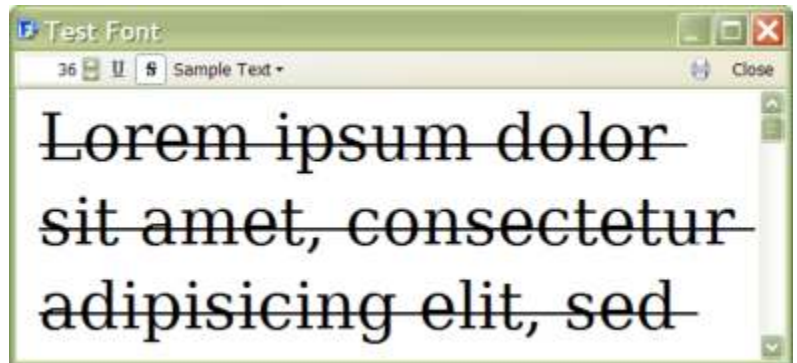 Test Font
36 U S Sample Text Close
Lorem ipsum dolor
sit amet, consectetur
adipisicing elit, sed